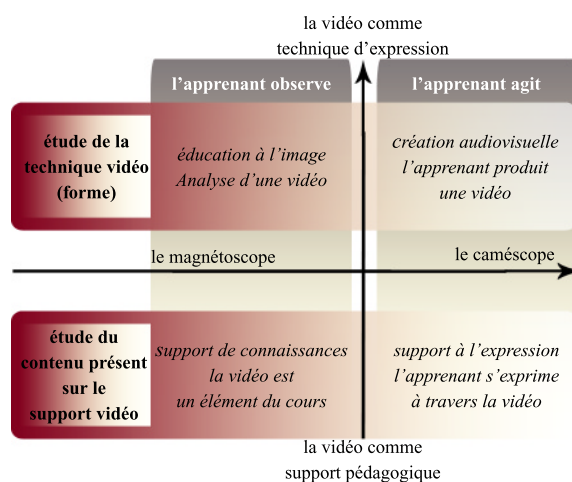 la vidéo comme
technique d’expression
l’apprenant observe
l’apprenant agit
étude de la
technique vidéo
(forme)
éducation à l’image
Analyse d’une vidéo
création audiovisuelle
l’apprenant produit
une vidéo
le magnétoscope
le caméscope
étude du
contenu présent
sur le
support vidéo
support de connaissances
la vidéo est
un élément du cours
support à l’expression
l’apprenant s’exprime
à travers la vidéo
la vidéo comme
support pédagogique